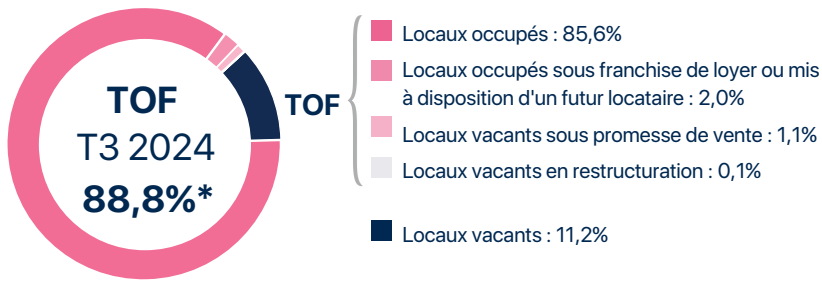 TOF
T3 2024
88,8%*
TOF
Locaux occupés : 85,6%
Locaux occupés sous franchise de loyer ou mis
à disposition d'un futur locataire : 2,0%
Locaux vacants sous promesse de vente : 1,1%
Locaux vacants en restructuration : 0,1%
Locaux vacants : 11,2%